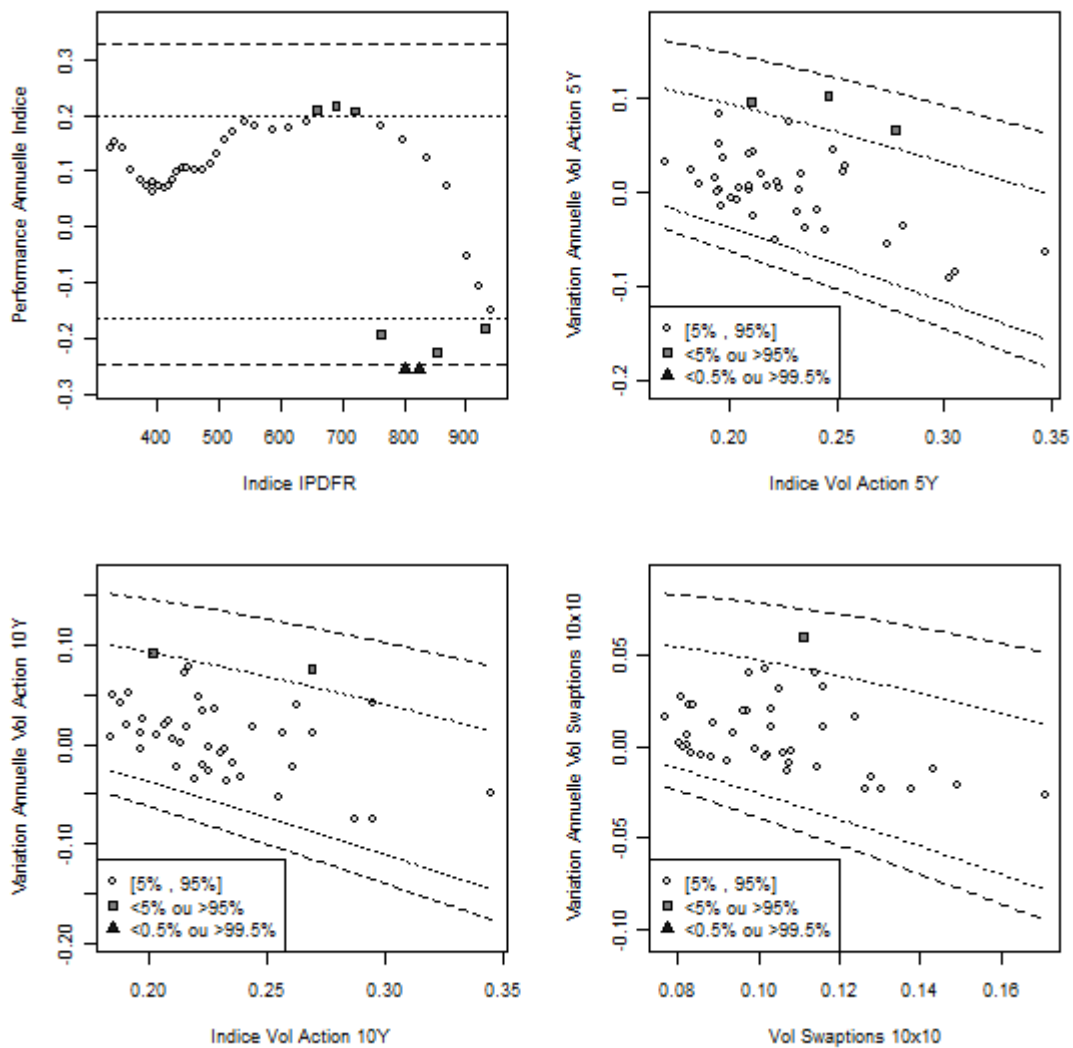 Performance Annuelle Indice
0.3
0.2
0.1
0.0
-0.1
-0.2
-0.3
400 500 600 700 800 900
Indice IPDFR
Variation Annuelle Vol Action 5Y
0.1
0.0
-0.1
-0.2
[5% , 95%]
<5% ou >95%
<0.5% ou >99.5%
0.20 0.25 0.30 0.35
Indice Vol Action 5Y
Variation Annuelle Vol Action 10Y
0.10
0.00
-0.10
-0.20
[5% , 95%]
<5% ou >95%
<0.5% ou >99.5%
0.20 0.25 0.30 0.35
Indice Vol Action 10Y
Variation Annuelle Vol Swaptions 10x10
0.05
0.00
-0.05
-0.10
[5% , 95%]
<5% ou >95%
<0.5% ou >99.5%
0.08 0.10 0.12 0.14 0.16
Vol Swaptions 10x10